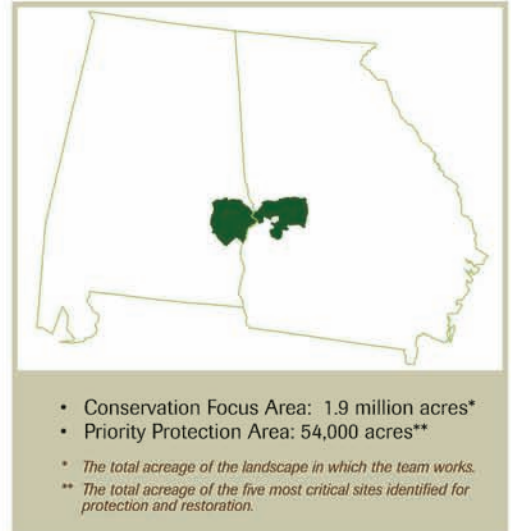 • Conservation Focus Area: 1.9 million acres*
• Priority Protection Area: 54,000 acres**
* The total acreage of the landscape in which the team works.
** The total acreage of the five most critical sites identified for
protection and restoration.